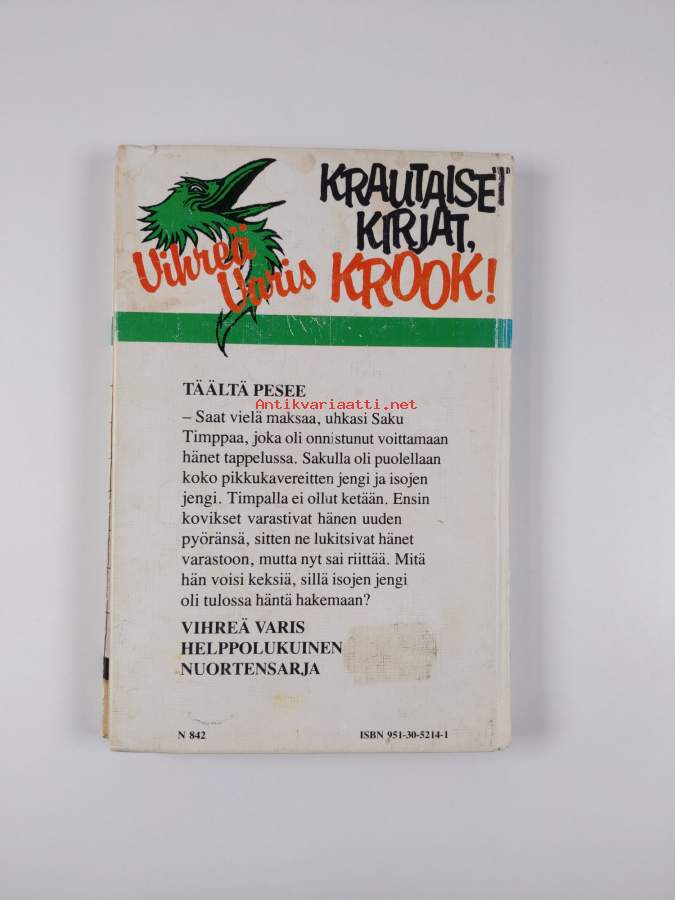 KRAUTAISET
KIRJAT,
KROOK!
Vihreä
Varis
TÄÄLTÄ PESEE
Antikvariaatti.net
– Saat vielä maksaa, uhkasi Saku
Timppaa, joka oli onnistunut voittamaan
hänet tappelussa. Sakulla oli puolellaan
koko pikkukavereitten jengi ja isojen
jengi. Timpalla ei ollut ketään. Ensin
kovikset varastivat hänen uuden
pyöränsä, sitten ne lukitsivat hänet
varastoon, mutta nyt sai riittää. Mitä
hän voisi keksiä, sillä isojen jengi
oli tulossa häntä hakemaan?
VIHREÄ VARIS
HELPPOLUKUINEN
NUORTENSARJA
N 842
ISBN 951-30-5214-1